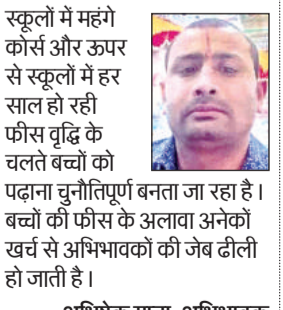 स्कूलों में महंगे
कोर्स और ऊपर
से स्कूलों में हर
साल हो रही
फीस वृद्धि के
चलते बच्चों को
पढ़ाना चुनौतिपूर्ण बनता जा रहा है।
बच्चों की फीस के अलावा अनेकों
खर्च से अभिभावकों की जेब ढीली
हो जाती है।